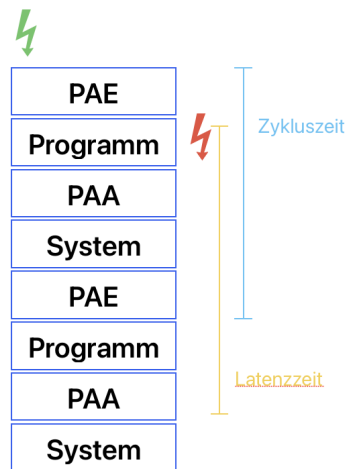 PAE
Programm
Zykluszeit
PAA
System
PAE
Programm
Latenzzeit
PAA
System